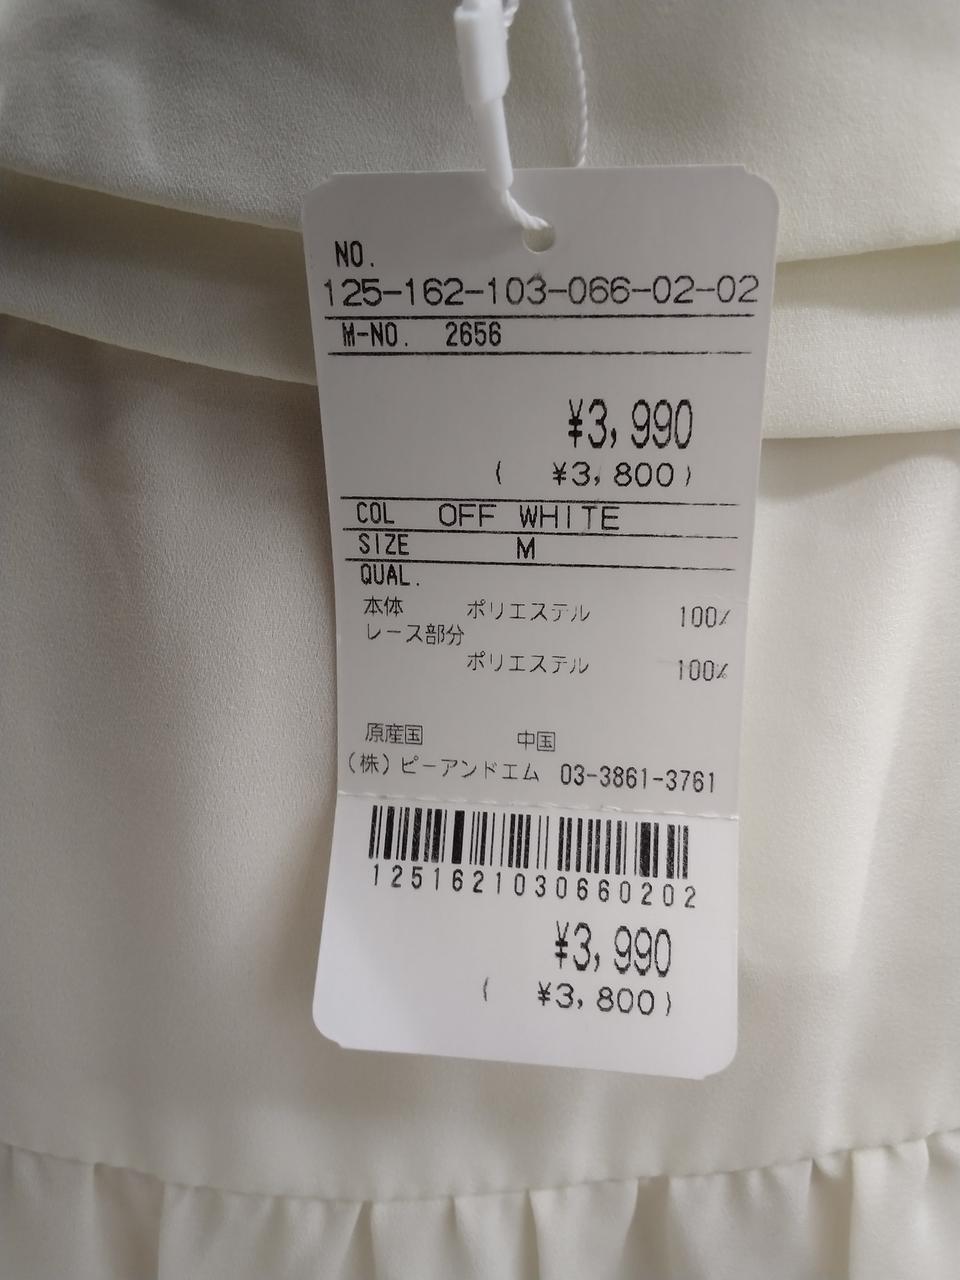 NO.
125-162-103-066-02-02
M-NO. 2656
¥3,990
( ¥3,800)
COL OFF WHITE
SIZE M
QUAL.
本体 ポリエステル 100%
レース部分
ポリエステル 100%
原産国 中国
(株)ピーアンドエム 03-3861-3761
1251621030660202
¥3,990
( ¥3,800)